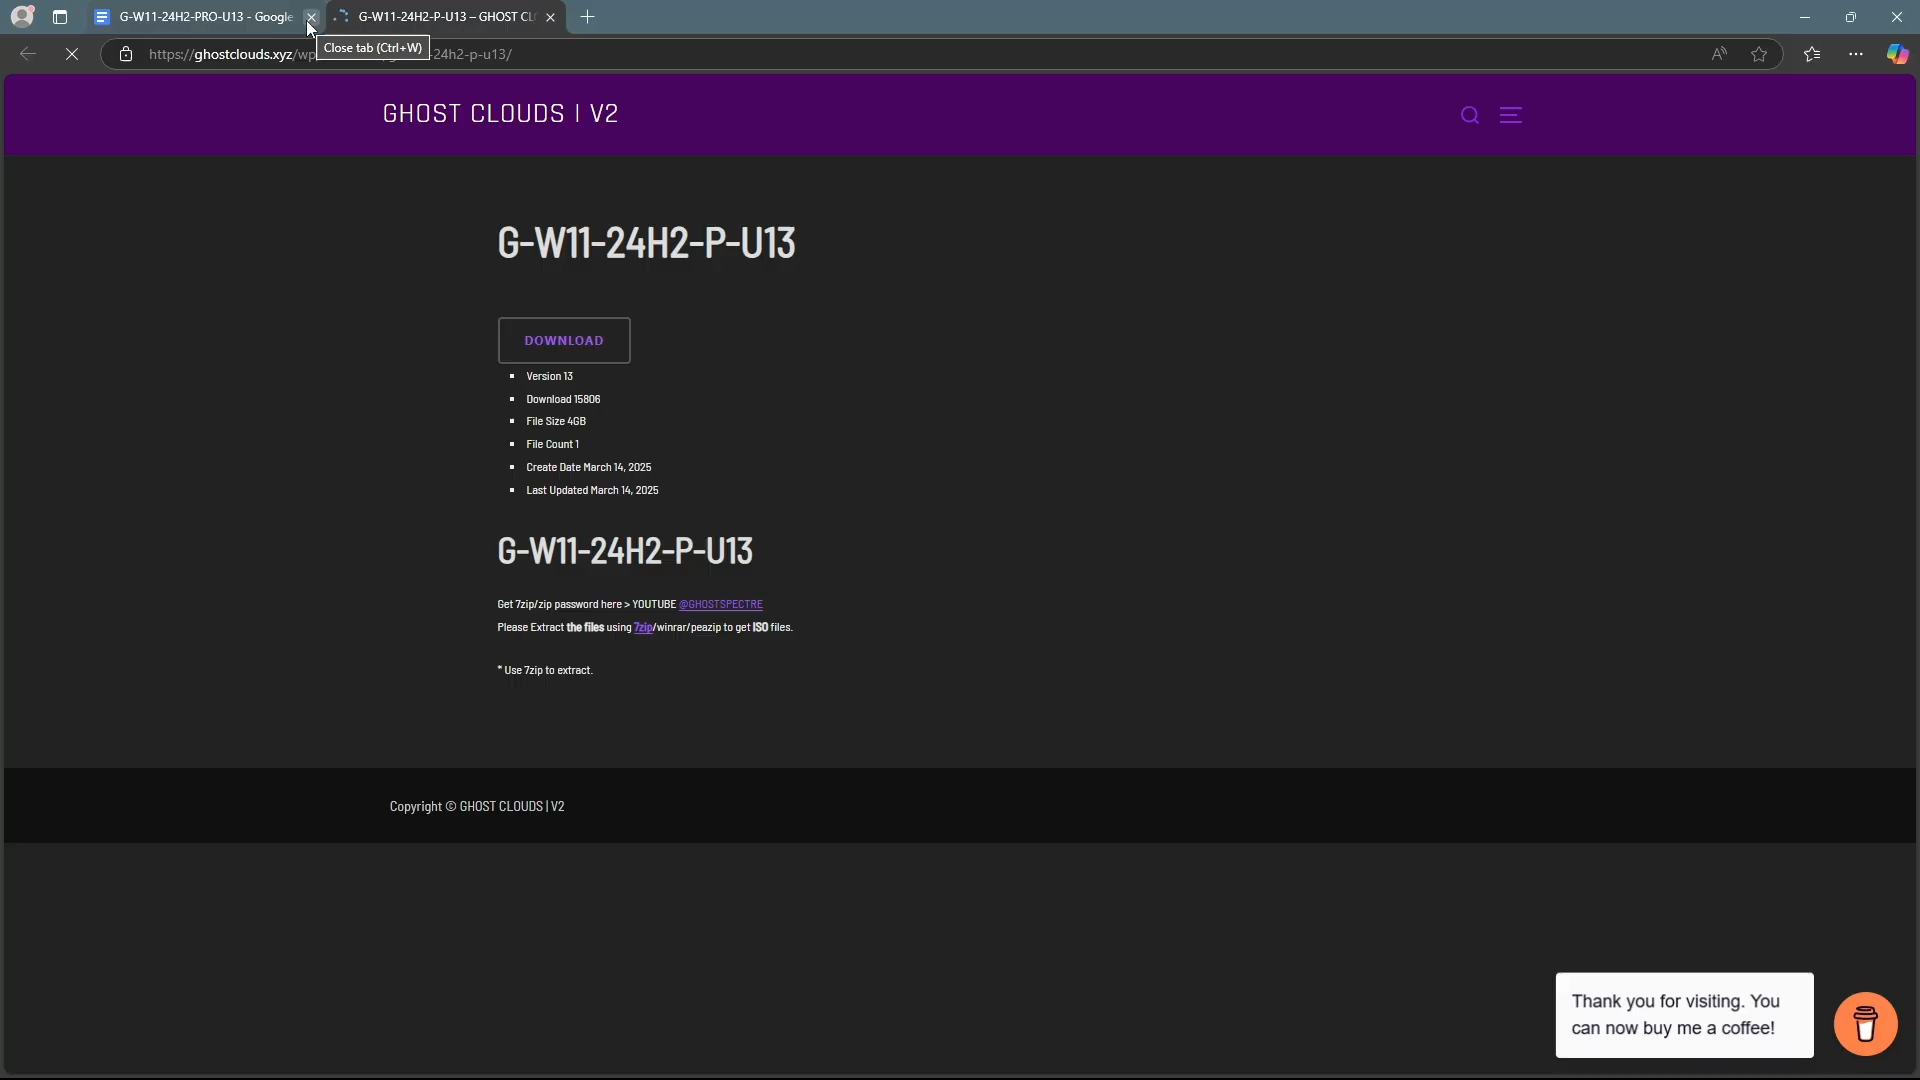 G-W11-24H2-PRO-U13 - Google
G-W11-24H2-P-U13 – GHOST CL
Close tab (Ctrl+W)
https://ghostclouds.xyz/wp
-24h2-p-u13/
GHOST CLOUDS | V2
G-W11-24H2-P-U13
DOWNLOAD
Version 13
Download 15806
File Size 4GB
File Count 1
Create Date March 14, 2025
Last Updated March 14, 2025
G-W11-24H2-P-U13
Get 7zip/zip password here > YOUTUBE @GHOSTSPECTRE
Please Extract the files using 7zip/winrar/peazip to get ISO files.
* Use 7zip to extract.
Copyright © GHOST CLOUDS | V2
Thank you for visiting. You
can now buy me a coffee!